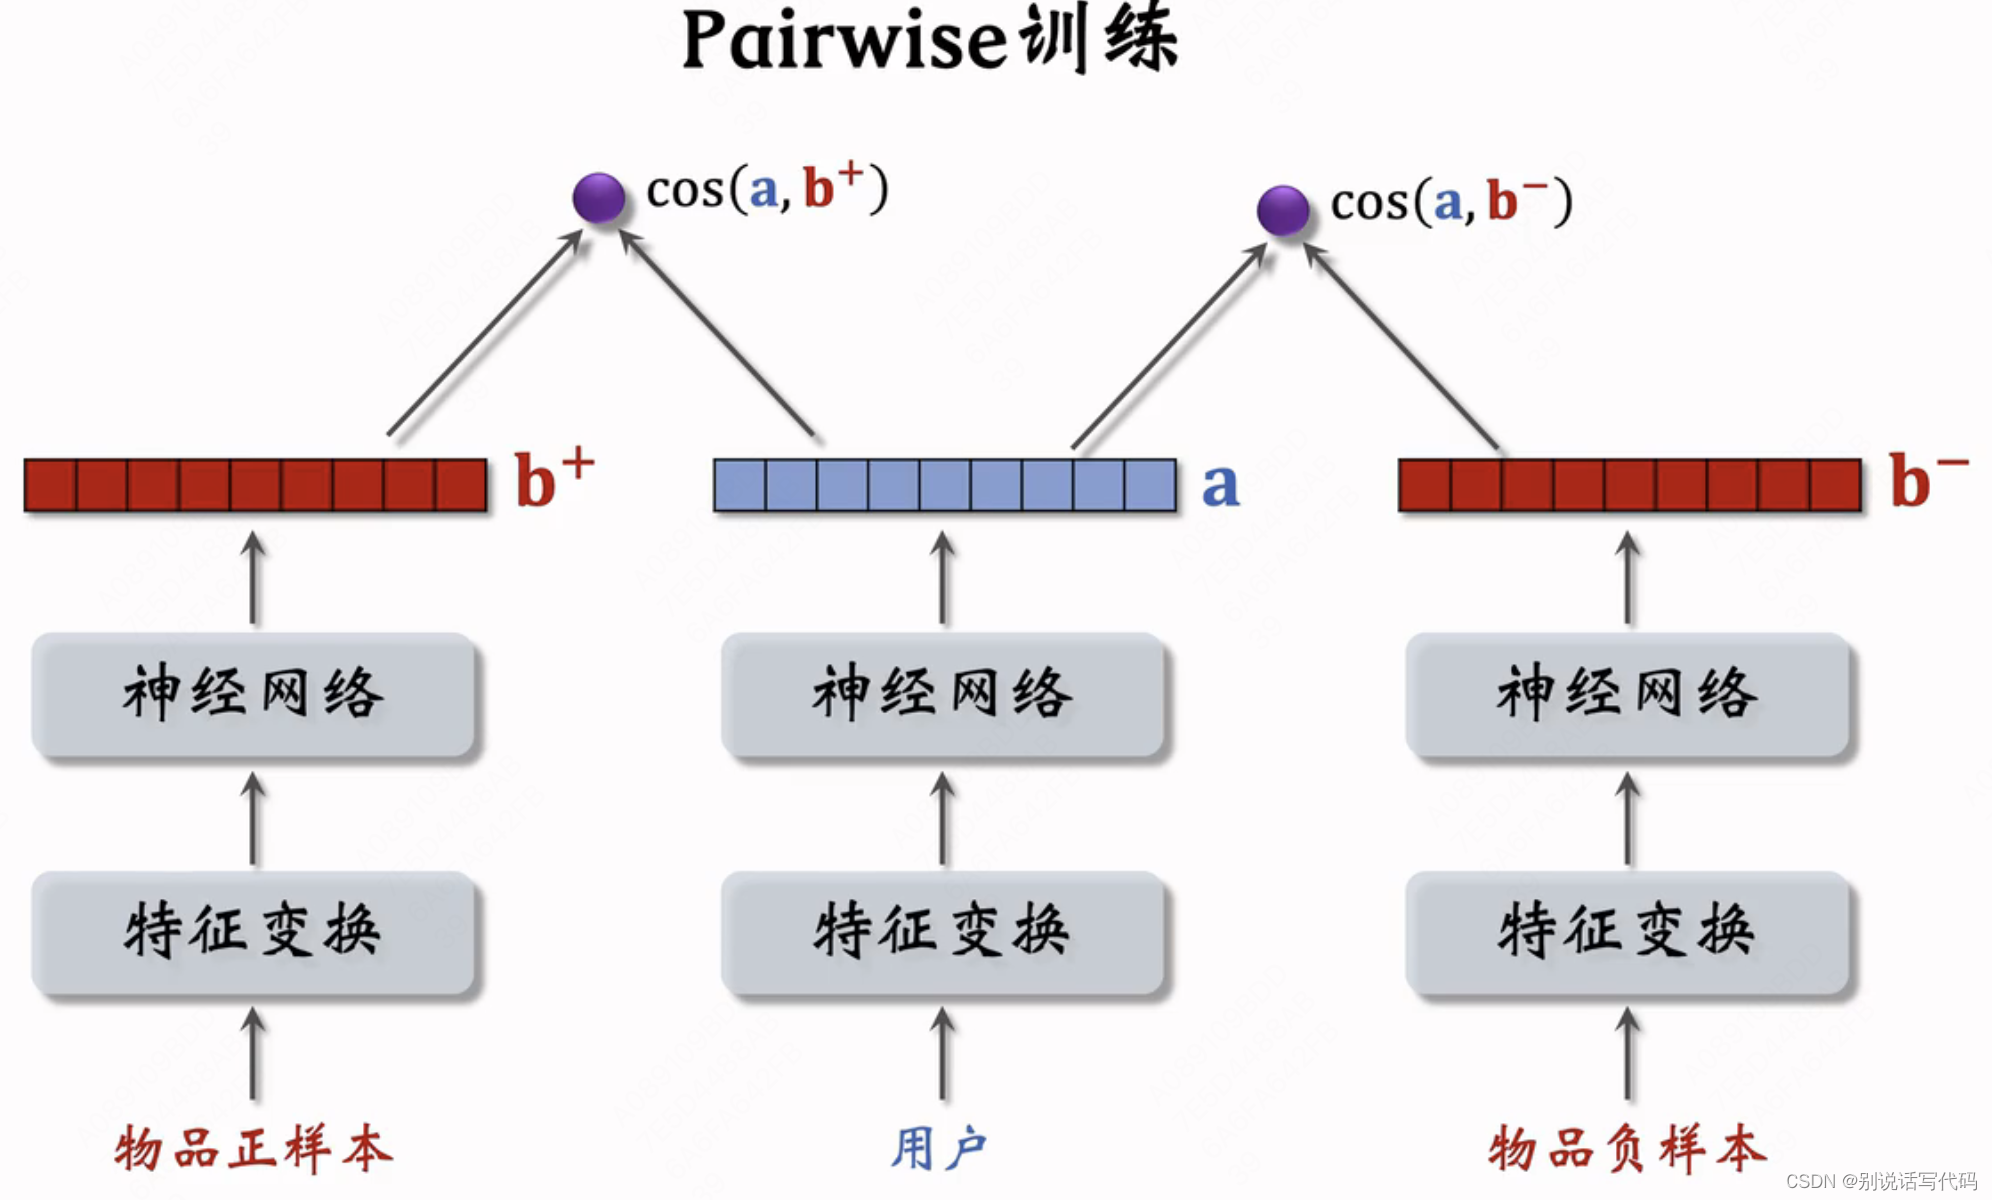 Pairwise训练
cos(a, b⁺)
cos(a, b⁻)
b⁺
a
b⁻
神经网络
神经网络
神经网络
特征变换
特征变换
特征变换
物品正样本
用户
物品负样本
CSDN @别说话写代码